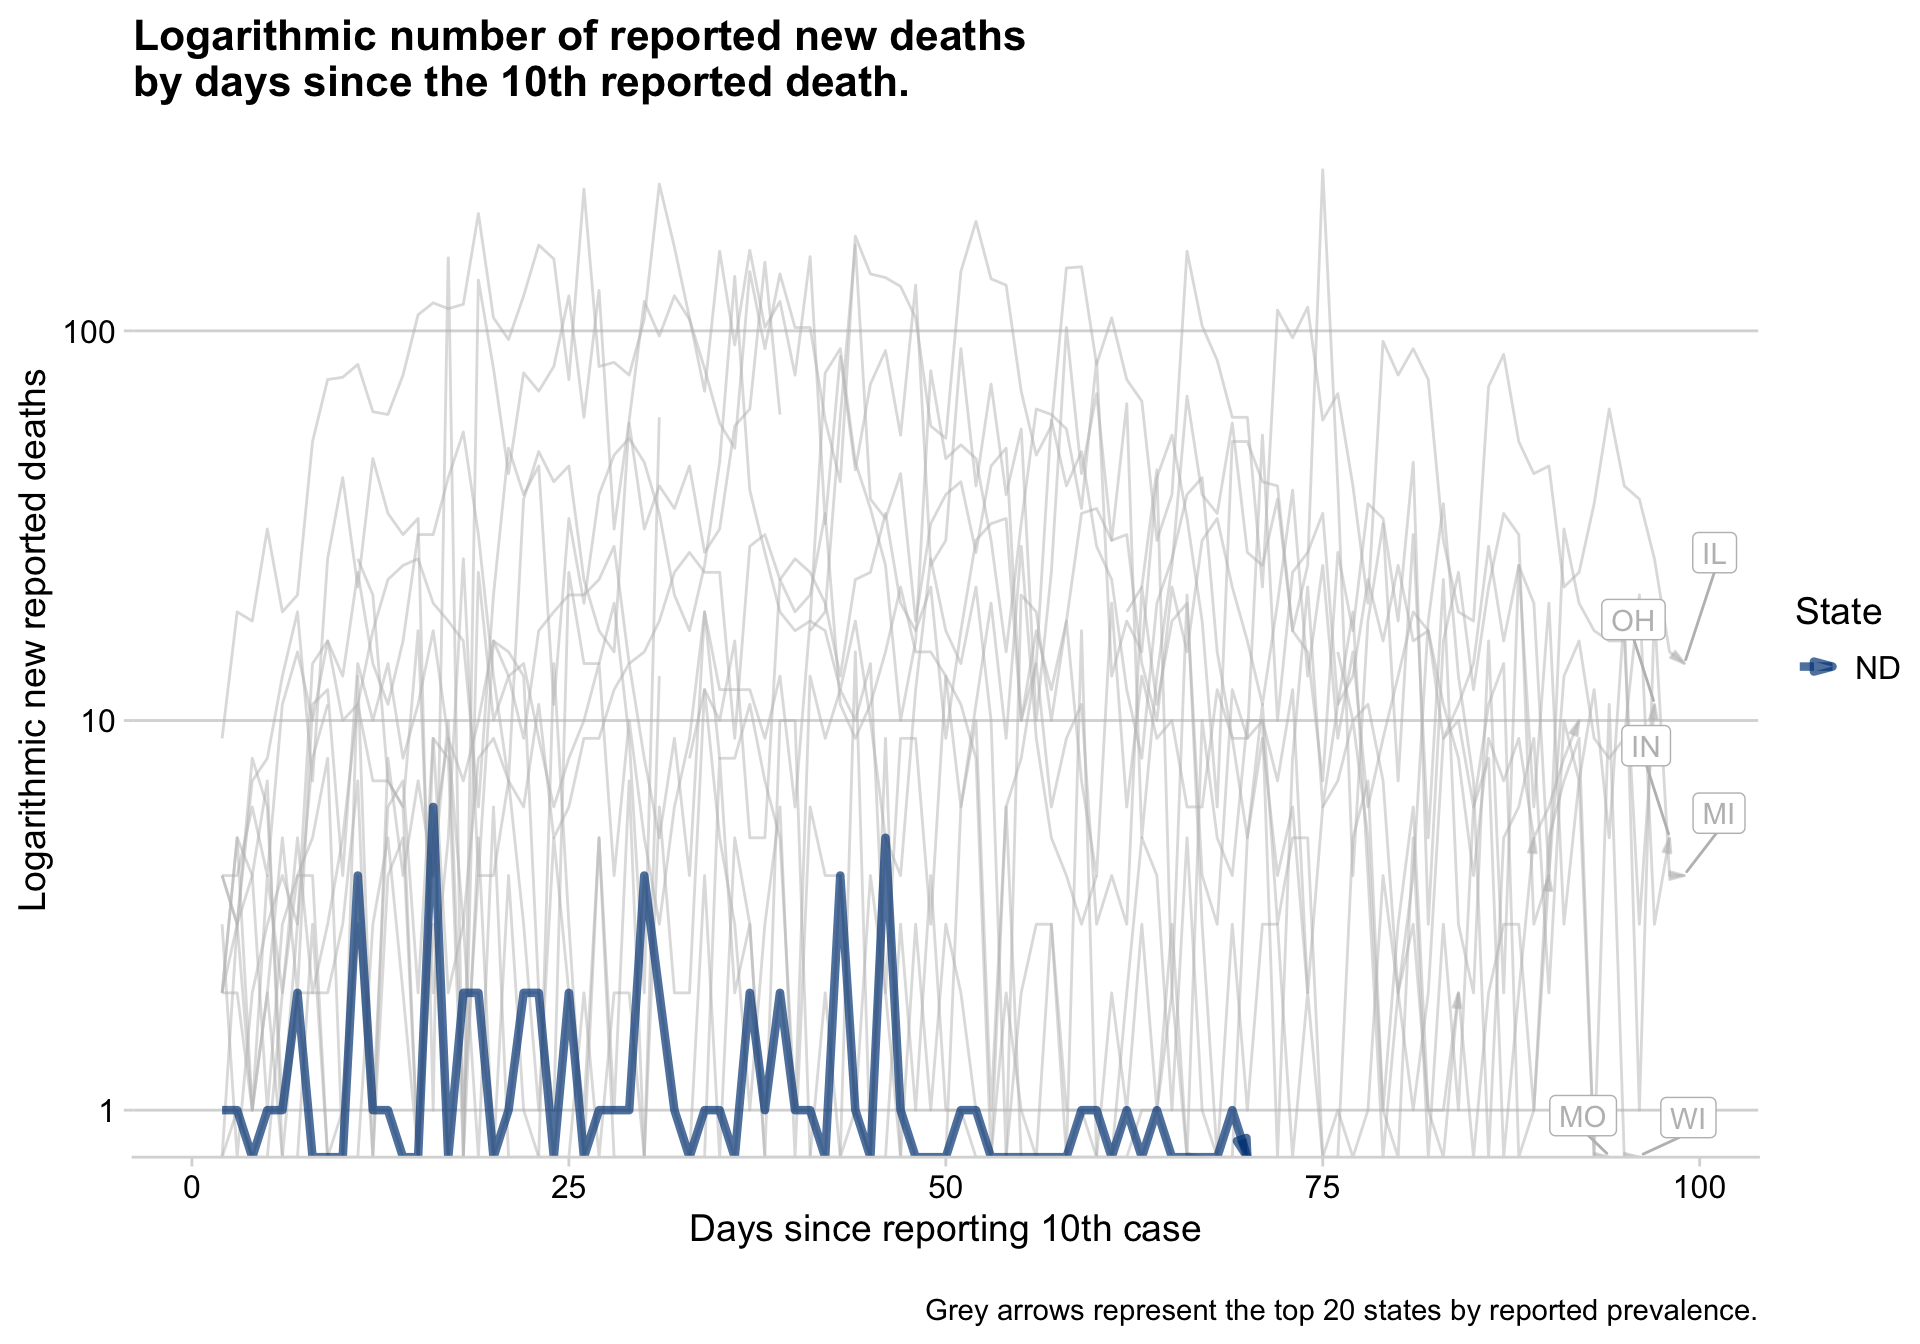 Logarithmic number of reported new deaths
by days since the 10th reported death.
Logarithmic new reported deaths
100
10
1
IL
OH
IN
MI
MO
WI
State
ND
0
25
50
75
100
Days since reporting 10th case
Grey arrows represent the top 20 states by reported prevalence.